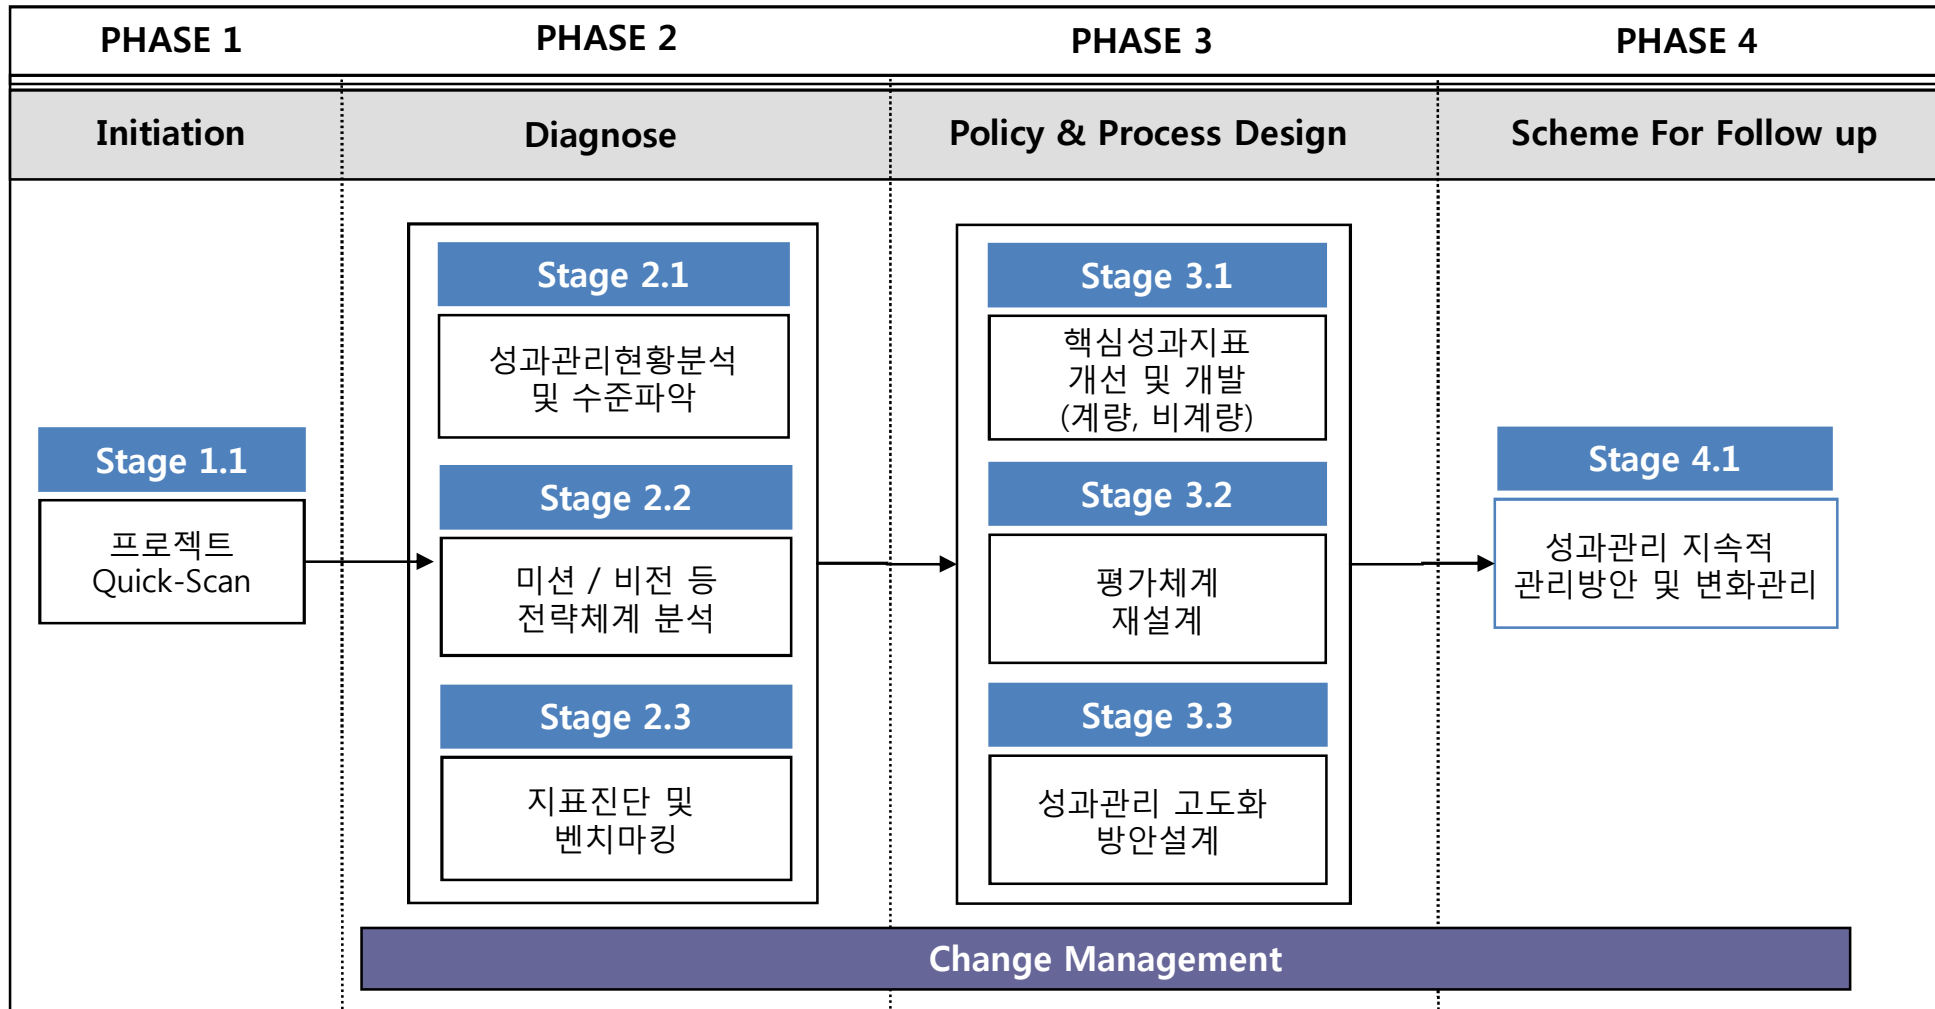 PHASE 1
PHASE 2
PHASE 3
PHASE 4
Initiation
Diagnose
Policy & Process Design
Scheme For Follow up
Stage 1.1
프로젝트
Quick-Scan
Stage 2.1
성과관리현황분석
및 수준파악
Stage 2.2
미션 / 비전 등
전략체계 분석
Stage 2.3
지표진단 및
벤치마킹
Stage 3.1
핵심성과지표
개선 및 개발
(계량, 비계량)
Stage 3.2
평가체계
재설계
Stage 3.3
성과관리 고도화
방안설계
Stage 4.1
성과관리 지속적
관리방안 및 변화관리
Change Management